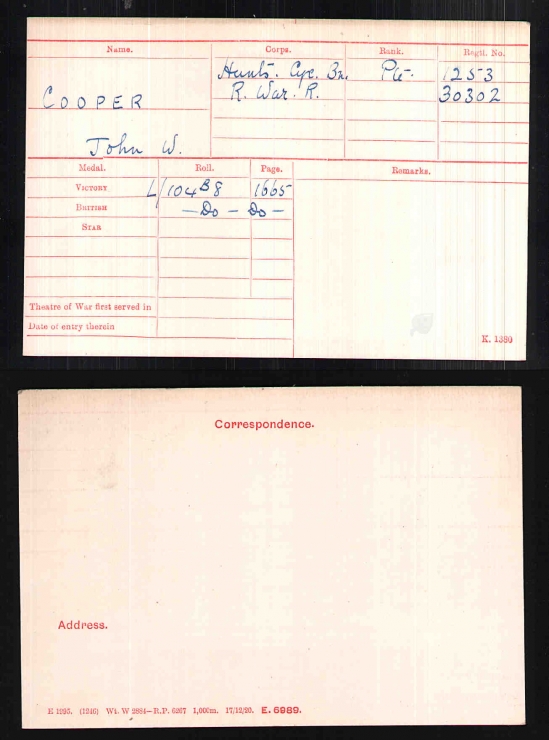 Name. Corps. Rank. Regtl. No.
Hunts. Cyc. Bn. Pte. 1253
COOPER R. War. R. 30302
John W.
Medal. Roll. Page. Remarks.
VICTORY L/104B8 1665
BRITISH — Do — Do —
STAR
Theatre of War first served in
Date of entry therein
K. 1380
Correspondence.
Address.
E 1295. (1246) Wt. W 2884—R.P. 6267 1,000m. 17/12/20. E. 6989.